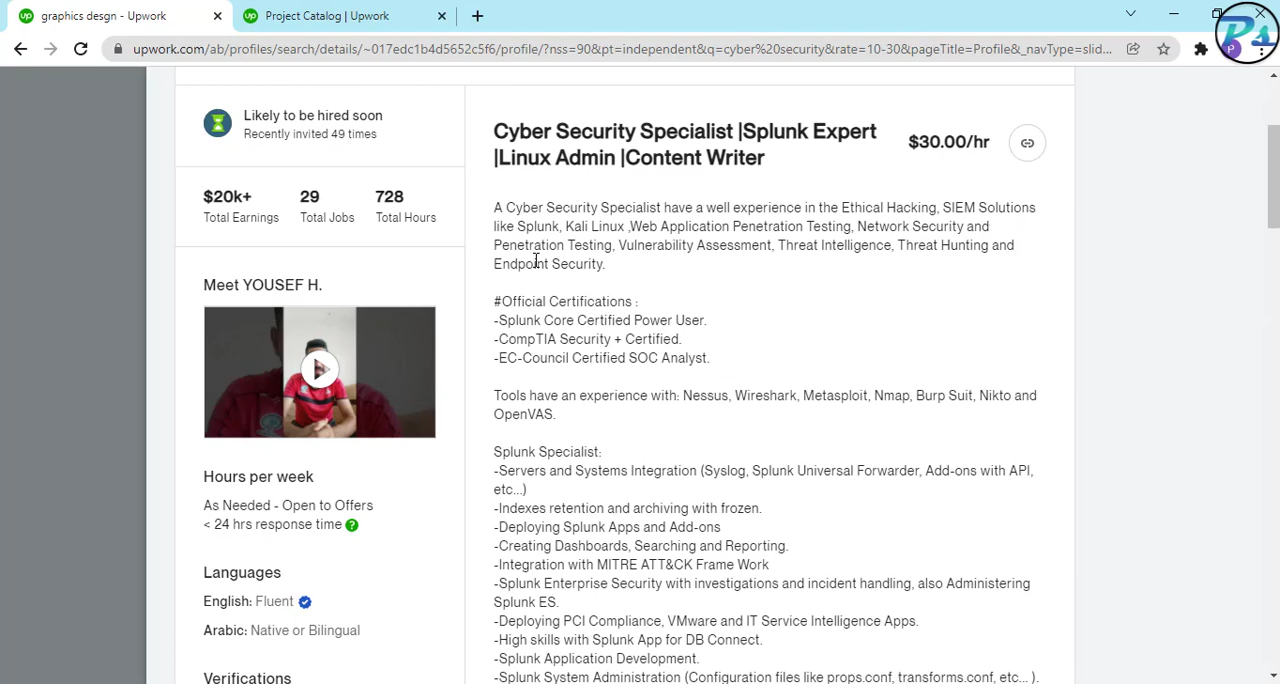 graphics desgn - Upwork
Project Catalog | Upwork
upwork.com/ab/profiles/search/details/~017edc1b4d5652c5f6/profile/?nss=90&pt=independent&q=cyber%20security&rate=10-30&pageTitle=Profile&_navType=slid...
Ps
Likely to be hired soon
Recently invited 49 times
$20k+ 29 728
Total Earnings Total Jobs Total Hours
Meet YOUSEF H.
Hours per week
As Needed - Open to Offers
< 24 hrs response time ?
Languages
English: Fluent
Arabic: Native or Bilingual
Verifications
Cyber Security Specialist |Splunk Expert
|Linux Admin |Content Writer
$30.00/hr
A Cyber Security Specialist have a well experience in the Ethical Hacking, SIEM Solutions
like Splunk, Kali Linux ,Web Application Penetration Testing, Network Security and
Penetration Testing, Vulnerability Assessment, Threat Intelligence, Threat Hunting and
Endpoint Security.
#Official Certifications :
-Splunk Core Certified Power User.
-CompTIA Security + Certified.
-EC-Council Certified SOC Analyst.
Tools have an experience with: Nessus, Wireshark, Metasploit, Nmap, Burp Suit, Nikto and
OpenVAS.
Splunk Specialist:
-Servers and Systems Integration (Syslog, Splunk Universal Forwarder, Add-ons with API,
etc...)
-Indexes retention and archiving with frozen.
-Deploying Splunk Apps and Add-ons
-Creating Dashboards, Searching and Reporting.
-Integration with MITRE ATT&CK Frame Work
-Splunk Enterprise Security with investigations and incident handling, also Administering
Splunk ES.
-Deploying PCI Compliance, VMware and IT Service Intelligence Apps.
-High skills with Splunk App for DB Connect.
-Splunk Application Development.
-Splunk System Administration (Configuration files like props.conf, transforms.conf, etc... ).